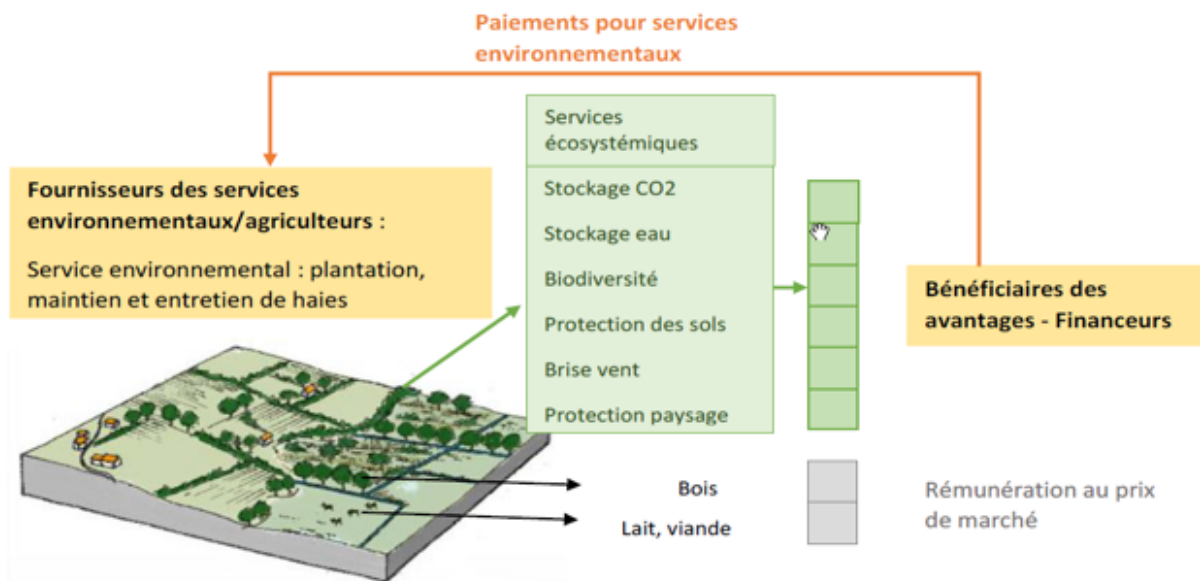 Paiements pour services
environnementaux
Services
écosystémiques
Fournisseurs des services
environnementaux/agriculteurs :
Service environnemental : plantation,
maintien et entretien de haies
Stockage CO2
Stockage eau
Biodiversité
Protection des sols
Brise vent
Protection paysage
Bénéficiaires des
avantages - Financeurs
Bois
Lait, viande
Rémunération au prix
de marché